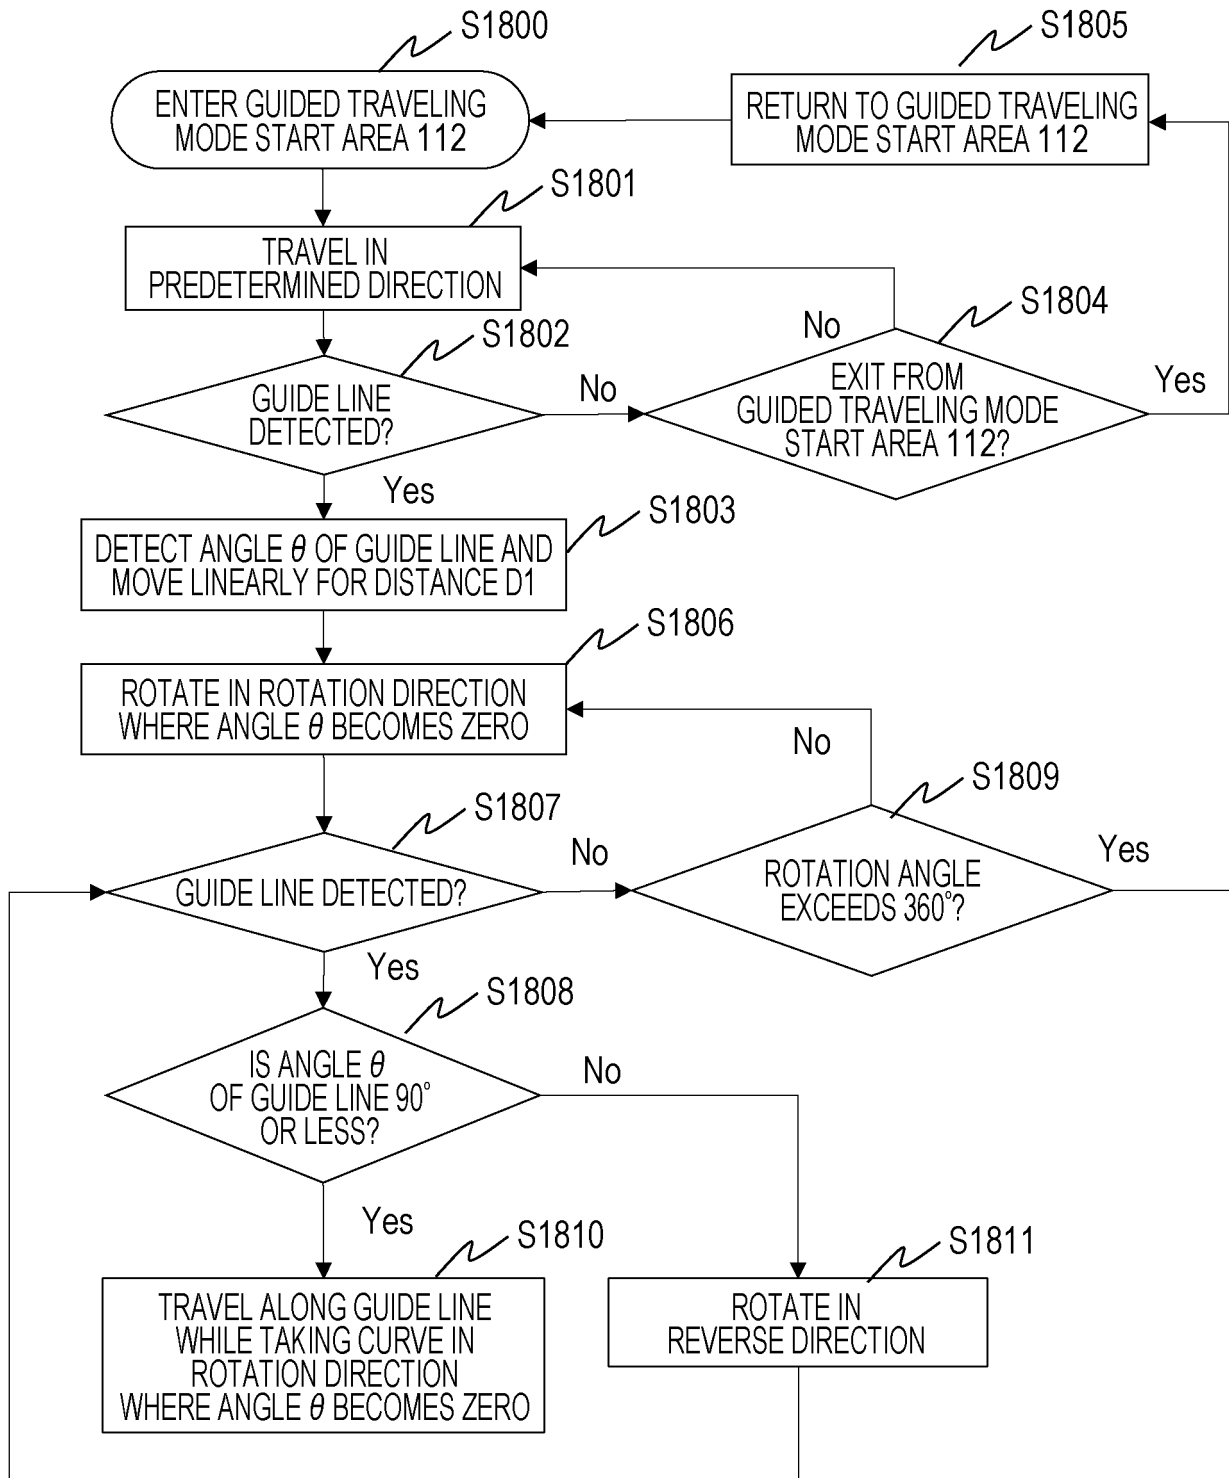 S1800
ENTER GUIDED TRAVELING
MODE START AREA 112
S1805
RETURN TO GUIDED TRAVELING
MODE START AREA 112
S1801
TRAVEL IN
PREDETERMINED DIRECTION
S1802
GUIDE LINE
DETECTED?
No
Yes
S1804
No
EXIT FROM
GUIDED TRAVELING MODE
START AREA 112?
Yes
S1803
DETECT ANGLE θ OF GUIDE LINE AND
MOVE LINEARLY FOR DISTANCE D1
S1806
ROTATE IN ROTATION DIRECTION
WHERE ANGLE θ BECOMES ZERO
S1807
GUIDE LINE DETECTED?
No
Yes
S1809
No
ROTATION ANGLE
EXCEEDS 360°?
Yes
S1808
IS ANGLE θ
OF GUIDE LINE 90°
OR LESS?
No
Yes
S1810
TRAVEL ALONG GUIDE LINE
WHILE TAKING CURVE IN
ROTATION DIRECTION
WHERE ANGLE θ BECOMES ZERO
S1811
ROTATE IN
REVERSE DIRECTION